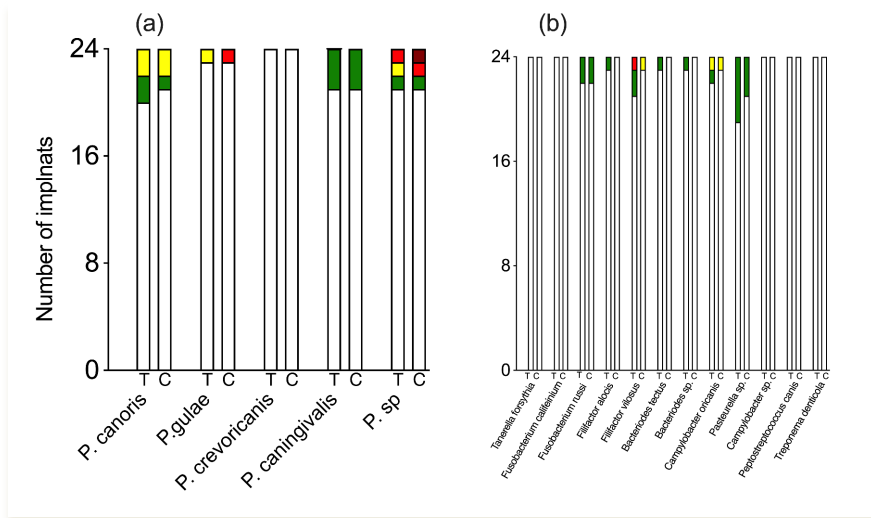 (a)
Number of implnats
24
16
8
0
T C T C T C T C T C
P. canoris
P.gulae
P. crevoricanis
P. caningivalis
P. sp
(b)
24
16
8
0
T C T C T C T C T C T C T C T C T C T C T C T C
Tanerella forsythia
Fusobacterium califeinium
Fusobacterium russi
Filifactor alocis
Filifactor vilosus
Bacteriodes tectus
Bacteriodes sp.
Campylobacter oricanis
Pasteurella sp.
Campylobacter sp.
Peptostreptococcus canis
Treponema denticola